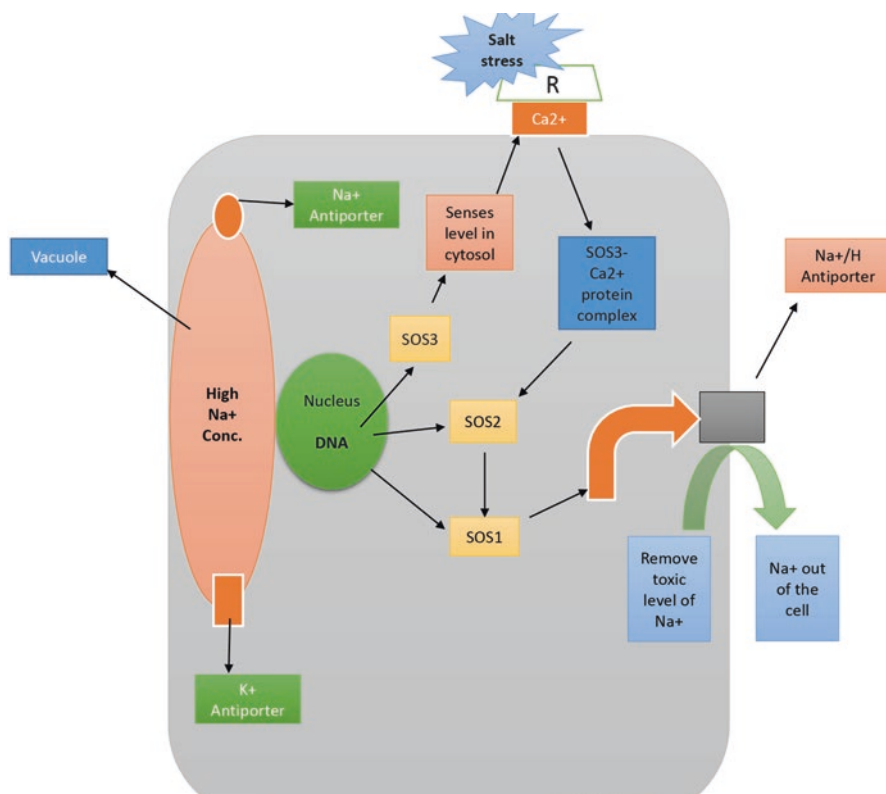 Salt
stress
R
Ca2+
Na+
Antiporter
Senses
level in
cytosol
Vacuole
SOS3-
Ca2+
protein
complex
Na+/H
Antiporter
SOS3
High
Na+
Conc.
Nucleus
DNA
SOS2
SOS1
Remove
toxic
level of
Na+
Na+ out
of the
cell
K+
Antiporter